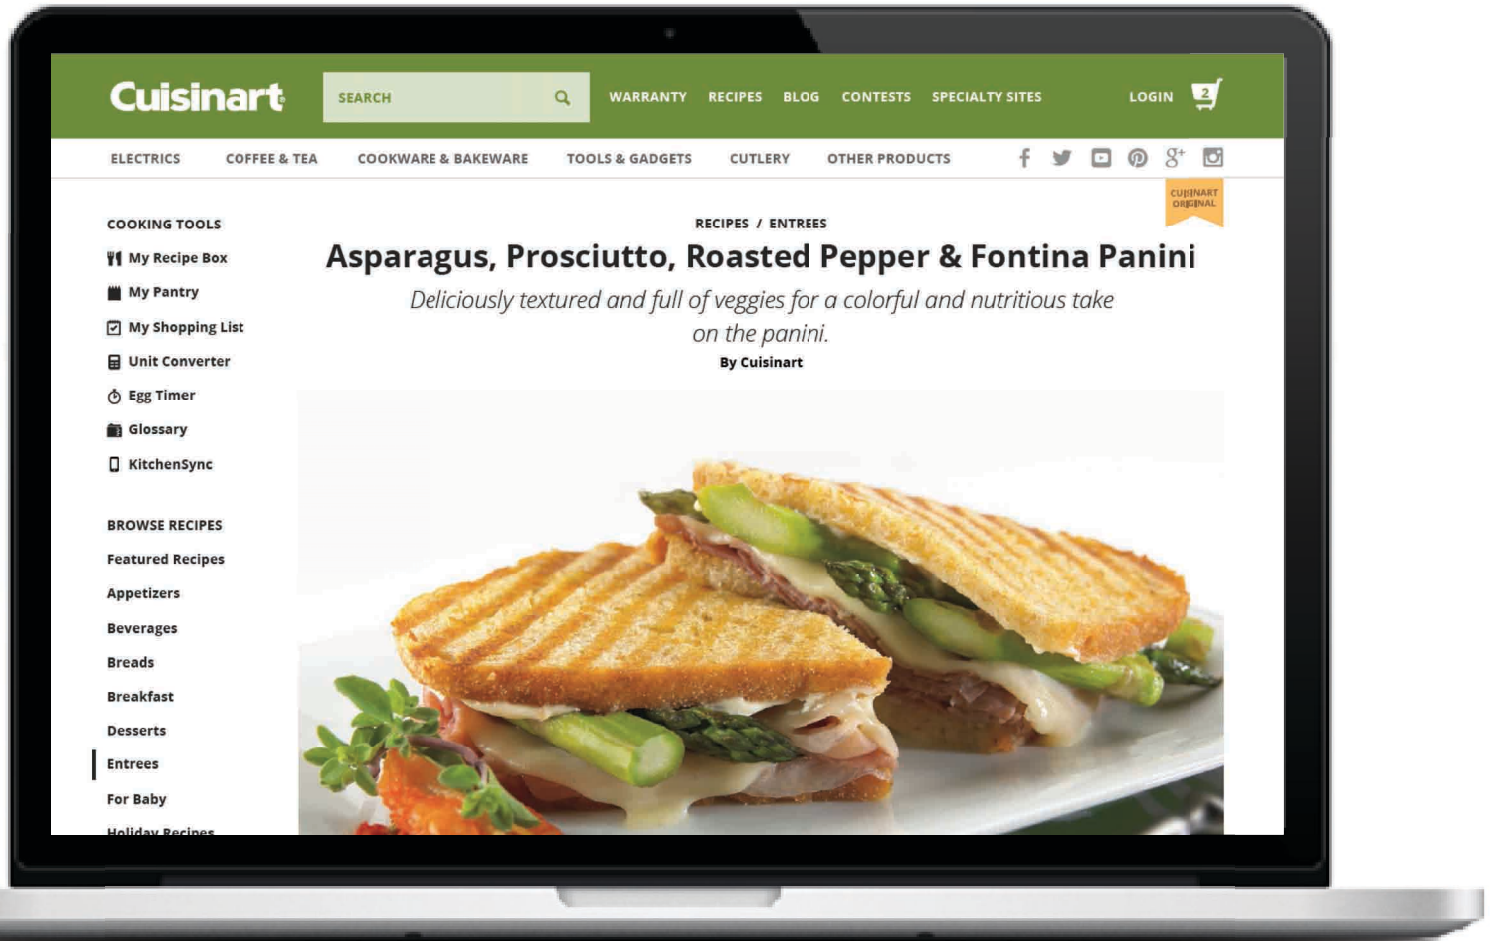 Cuisinart
SEARCH
WARRANTY RECIPES BLOG CONTESTS SPECIALTY SITES
LOGIN
2
ELECTRICS COFFEE & TEA COOKWARE & BAKEWARE TOOLS & GADGETS CUTLERY OTHER PRODUCTS
CUISINART
ORIGINAL
COOKING TOOLS
My Recipe Box
My Pantry
My Shopping List
Unit Converter
Egg Timer
Glossary
KitchenSync
BROWSE RECIPES
Featured Recipes
Appetizers
Beverages
Breads
Breakfast
Desserts
Entrees
For Baby
Holiday Recipes
RECIPES / ENTREES
Asparagus, Prosciutto, Roasted Pepper & Fontina Panini
Deliciously textured and full of veggies for a colorful and nutritious take
on the panini.
By Cuisinart